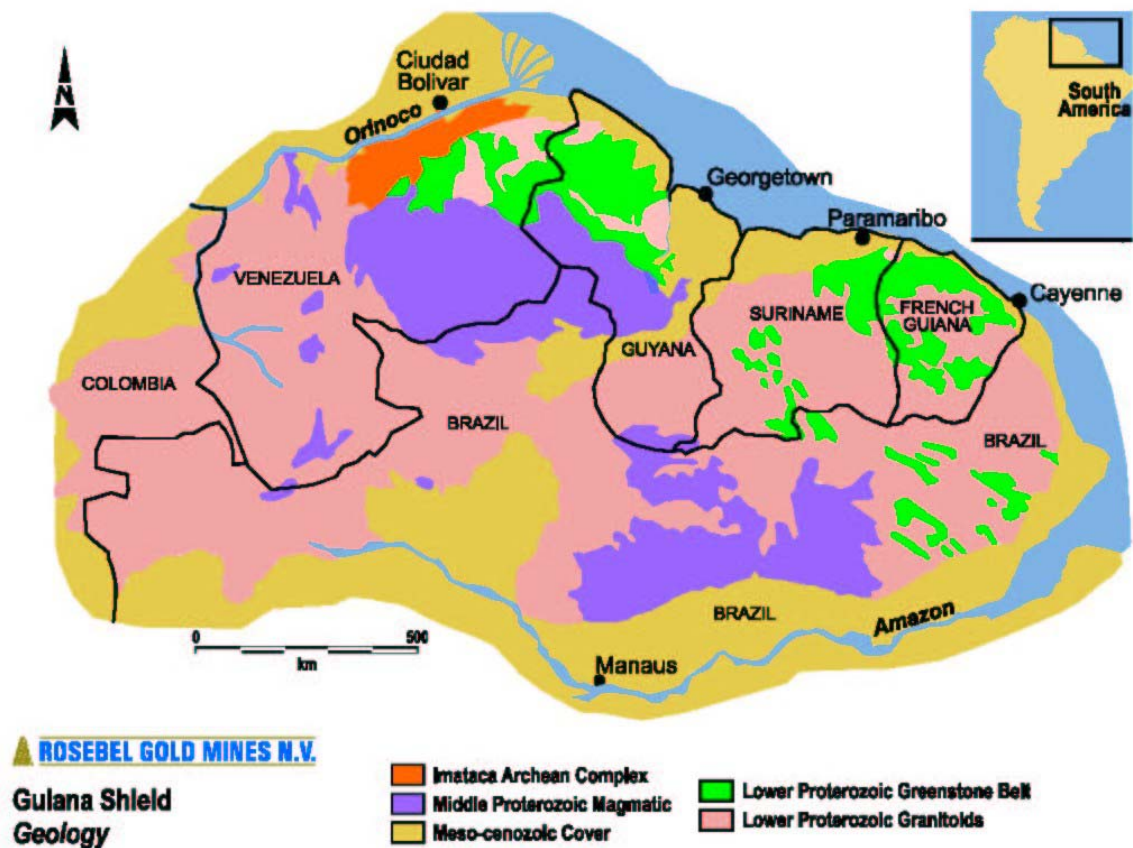 Ciudad
Bolivar
Orinoco
N
South
America
Georgetown
Paramaribo
Cayenne
VENEZUELA
SURINAME
FRENCH
GUIANA
GUYANA
COLOMBIA
BRAZIL
BRAZIL
BRAZIL
Amazon
Manaus
0
500
km
ROSEBEL GOLD MINES N.V.
Guiana Shield
Geology
Imataca Archean Complex
Middle Proterozoic Magmatic
Meso-cenozoic Cover
Lower Proterozoic Greenstone Belt
Lower Proterozoic Granitoids